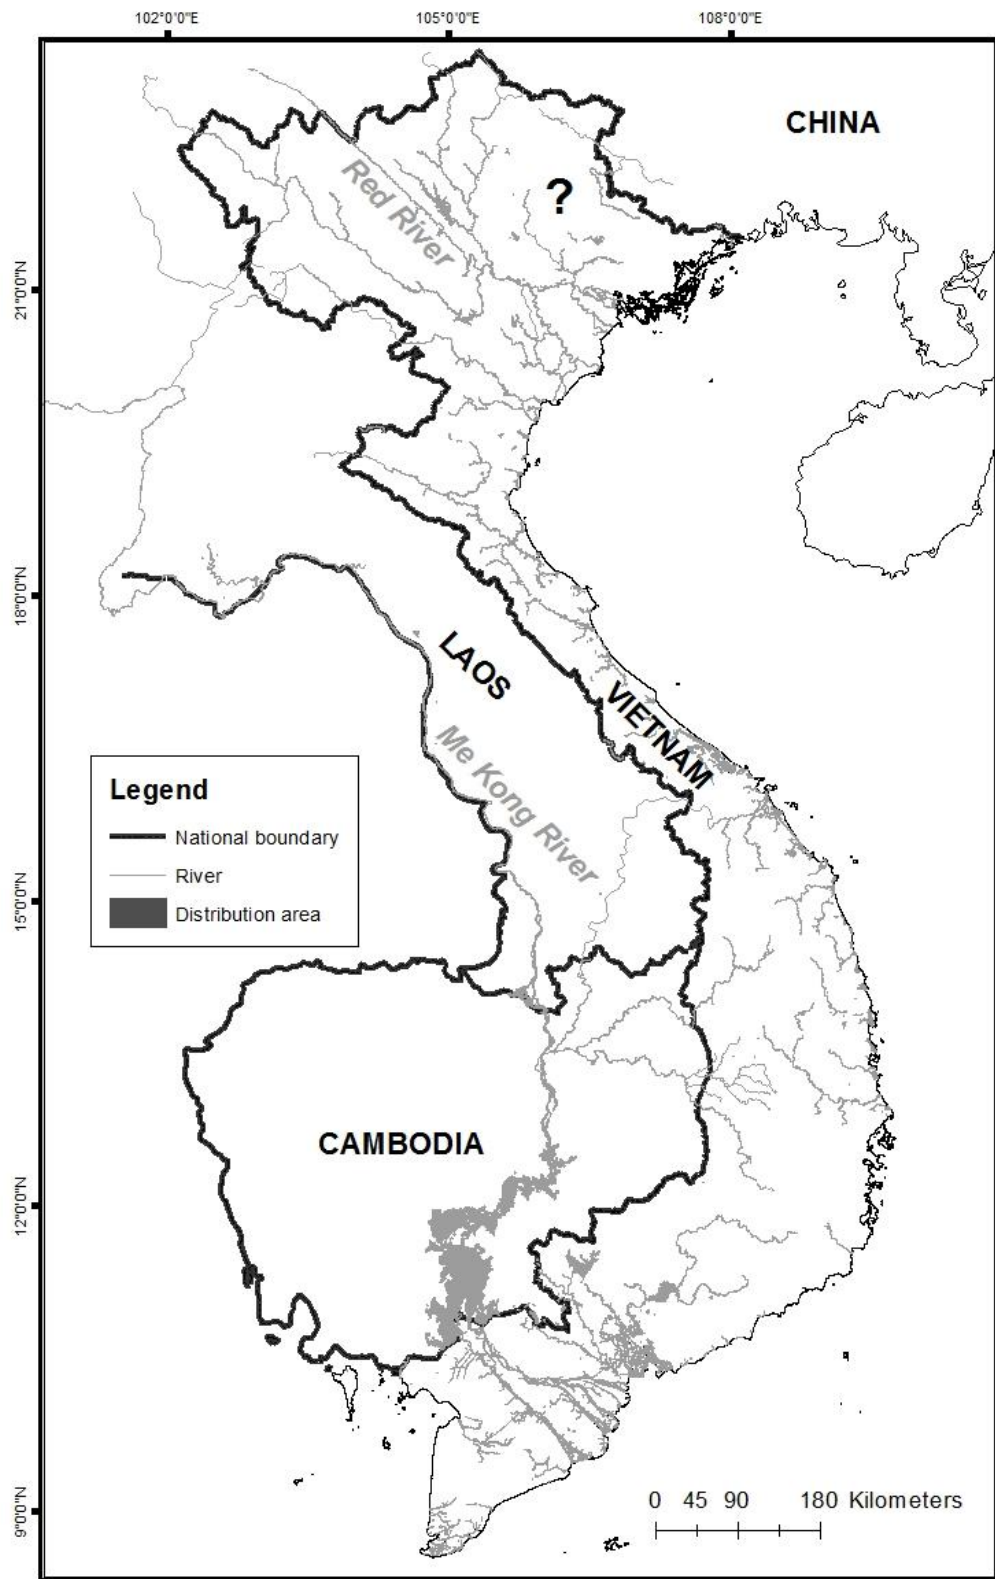 102°0'0"E 105°0'0"E 108°0'0"E
CHINA
Red River
?
21°0'0"N
18°0'0"N
LAOS
VIETNAM
Me Kong River
Legend
National boundary
River
Distribution area
15°0'0"N
CAMBODIA
12°0'0"N
0 45 90 180 Kilometers
9°0'0"N